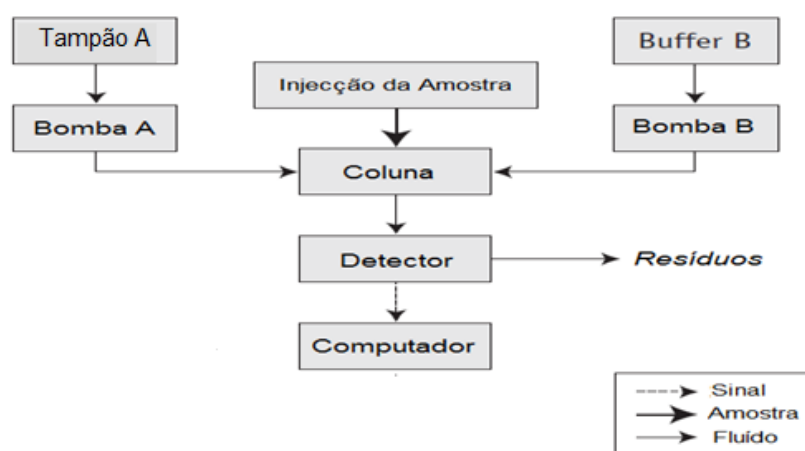 Tampão A
Buffer B
Injecção da Amostra
Bomba A
Bomba B
Coluna
Detector
Resíduos
Computador
Sinal
Amostra
Fluído